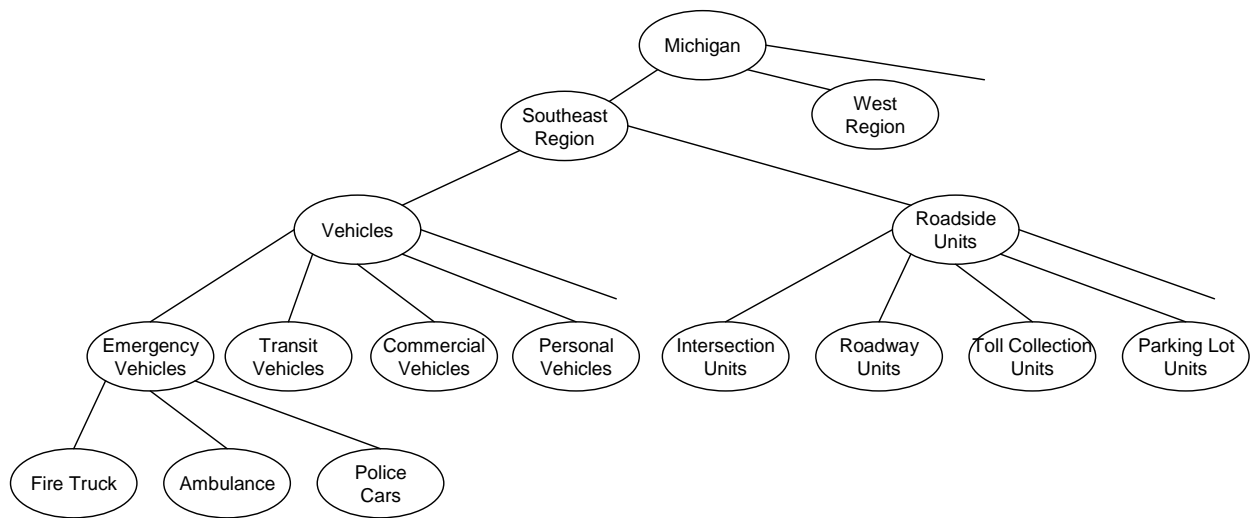 Michigan
West
Region
Southeast
Region
Vehicles
Roadside
Units
Emergency
Vehicles
Transit
Vehicles
Commercial
Vehicles
Personal
Vehicles
Intersection
Units
Roadway
Units
Toll Collection
Units
Parking Lot
Units
Fire Truck
Ambulance
Police
Cars